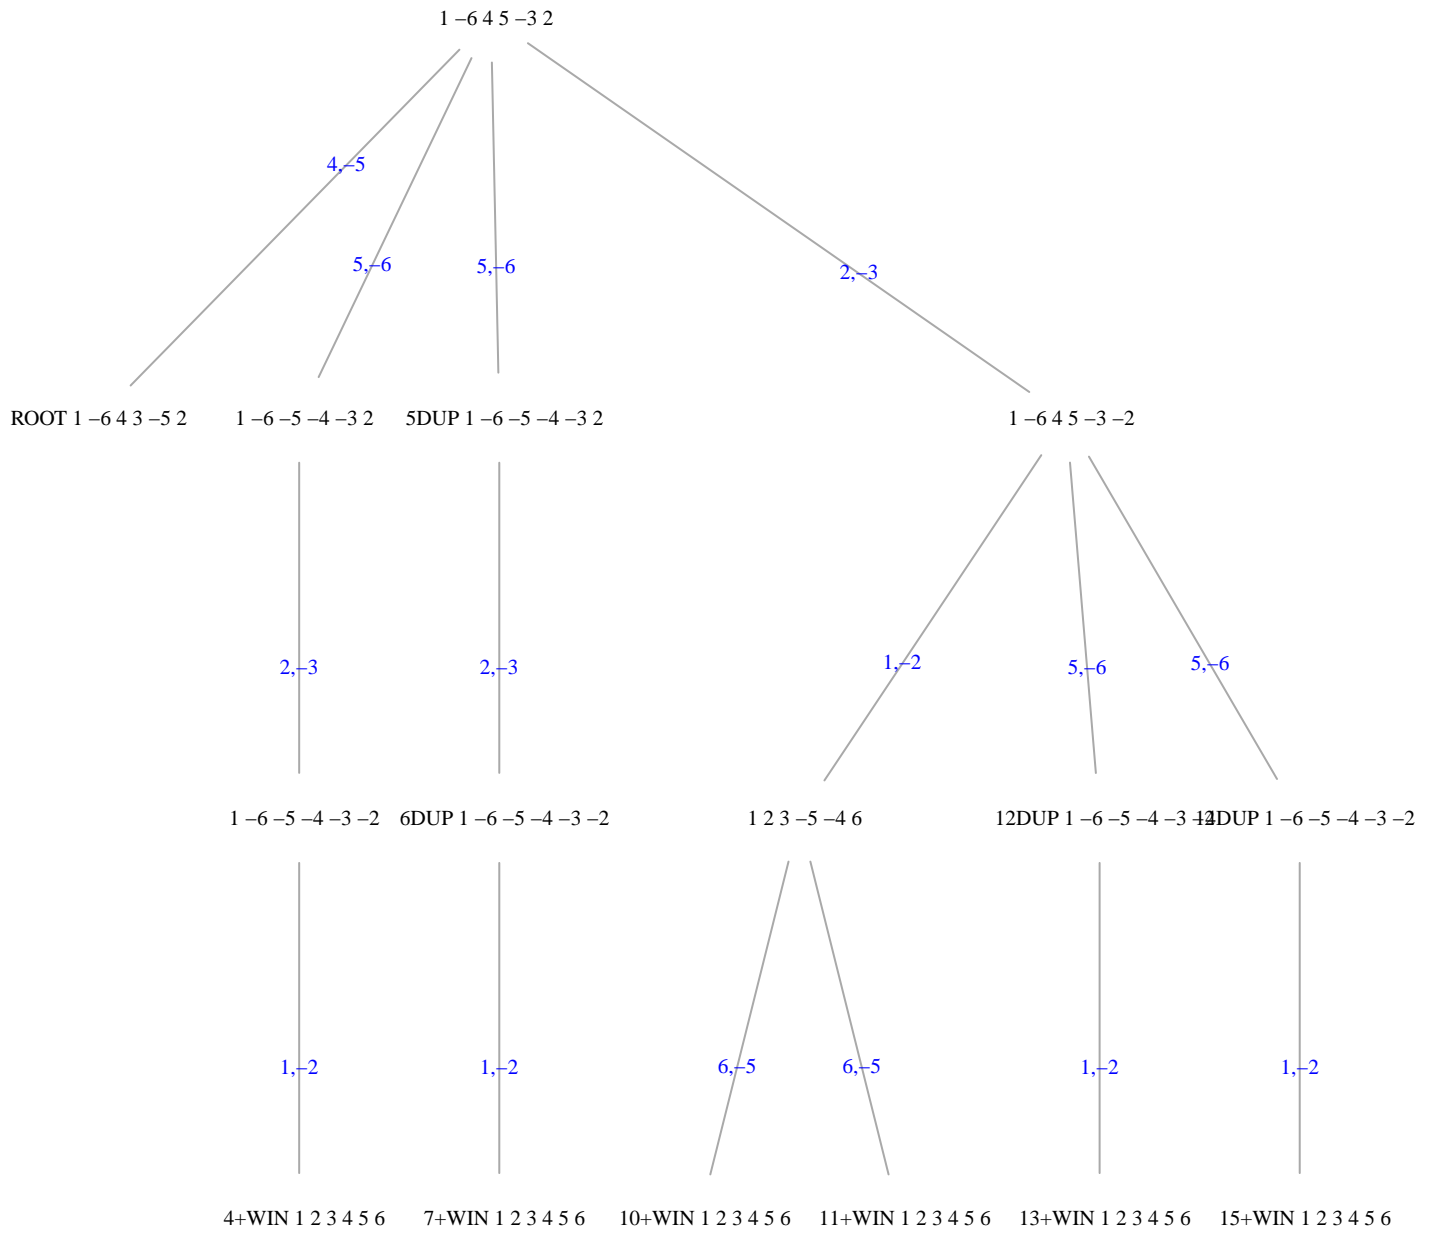 1 –6 4 5 –3 2
4,–5
5,–6
5,–6
2,–3
ROOT 1 –6 4 3 –5 2
1 –6 –5 –4 –3 2
5DUP 1 –6 –5 –4 –3 2
1 –6 4 5 –3 –2
2,–3
2,–3
1,–2
5,–6
5,–6
1 –6 –5 –4 –3 –2
6DUP 1 –6 –5 –4 –3 –2
1 2 3 –5 –4 6
12DUP 1 –6 –5 –4 –3 –2
14DUP 1 –6 –5 –4 –3 –2
1,–2
1,–2
6,–5
6,–5
1,–2
1,–2
4+WIN 1 2 3 4 5 6
7+WIN 1 2 3 4 5 6
10+WIN 1 2 3 4 5 6
11+WIN 1 2 3 4 5 6
13+WIN 1 2 3 4 5 6
15+WIN 1 2 3 4 5 6